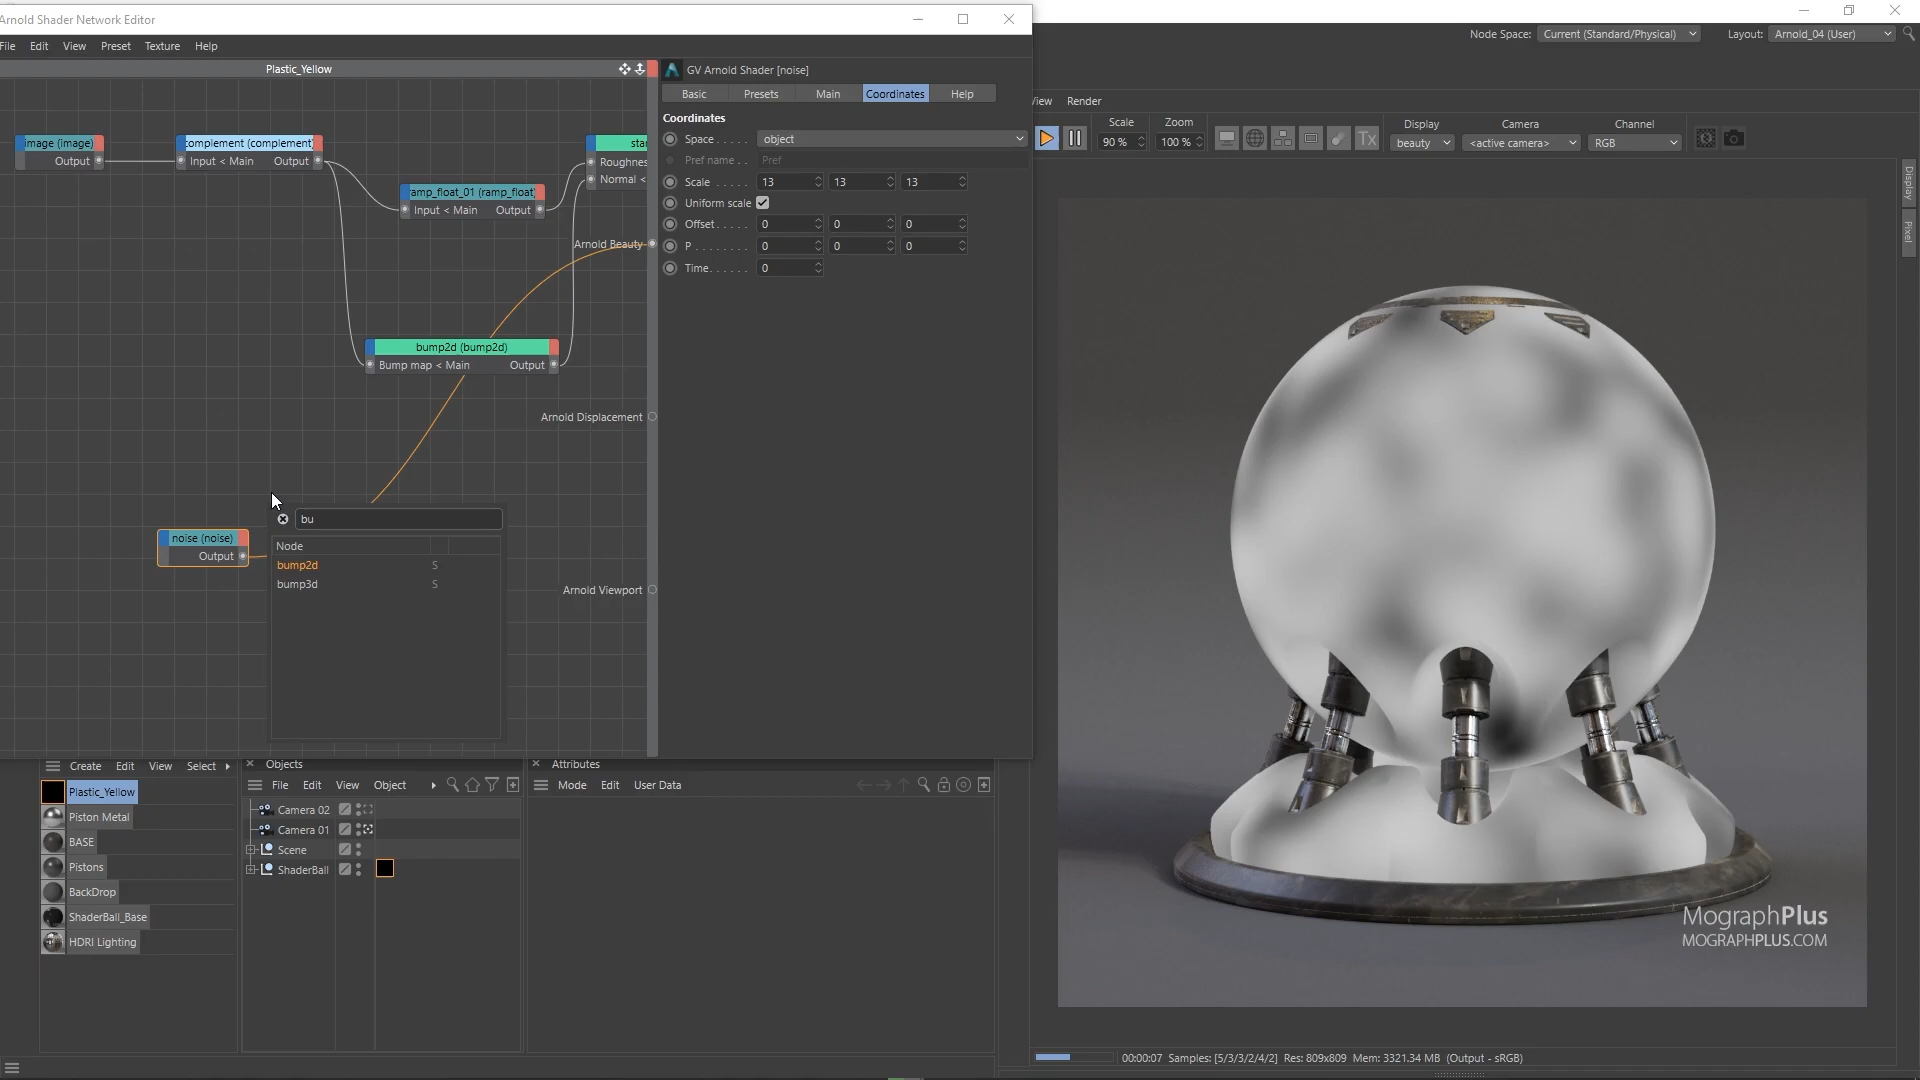 Arnold Shader Network Editor
File Edit View Preset Texture Help
Plastic_Yellow
image (image)
Output
complement (complement)
Input < Main Output
ramp_float_01 (ramp_float)
Input < Main Output
Roughness
Normal <
Arnold Beauty
bump2d (bump2d)
Bump map < Main Output
Arnold Displacement
noise (noise)
Output
bu
Node
bump2d S
bump3d S
Arnold Viewport
GV Arnold Shader [noise]
Basic Presets Main Coordinates Help
Coordinates
Space . . . . . object
Pref name . . Pref
Scale . . . . . 13 13 13
Uniform scale
Offset. . . . . 0 0 0
P . . . . . . . . 0 0 0
Time. . . . . . 0
Node Space: Current (Standard/Physical) Layout: Arnold_04 (User)
View Render
Scale Zoom Display Camera Channel
90 % 100 % Tx beauty <active camera> RGB
Display
Pixel
MographPlus
MOGRAPHPLUS.COM
00:00:07 Samples: [5/3/3/2/4/2] Res: 809x809 Mem: 3321.34 MB (Output - sRGB)
Create Edit View Select
Plastic_Yellow
Piston Metal
BASE
Pistons
BackDrop
ShaderBall_Base
HDRI Lighting
Objects
File Edit View Object
Camera 02
Camera 01
Scene
ShaderBall
Attributes
Mode Edit User Data